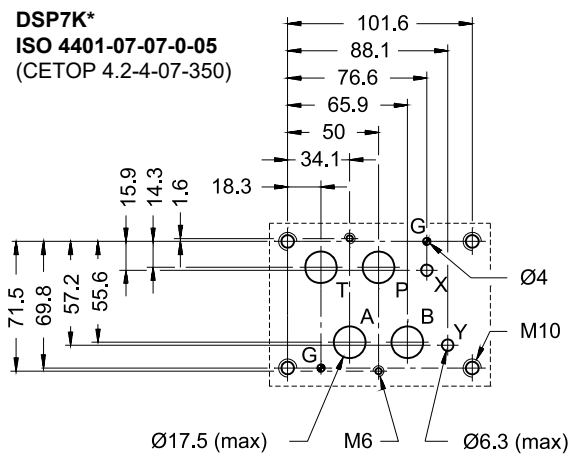 DSP7K*
ISO 4401-07-07-0-05
(CETOP 4.2-4-07-350)
101.6
88.1
76.6
65.9
50
34.1
18.3
15.9
14.3
1.6
71.5
69.8
57.2
55.6
G
Ø4
T
P
X
A
B
Y
M10
G
Ø17.5 (max)
M6
Ø6.3 (max)